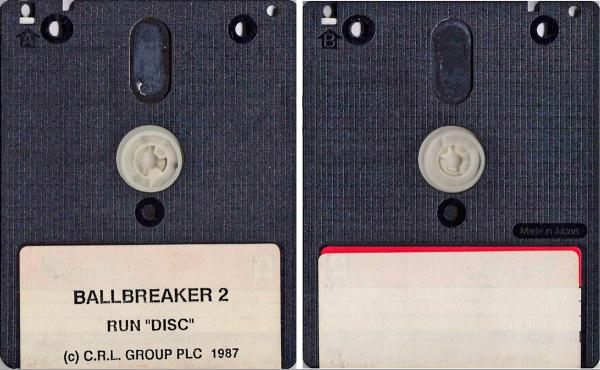 A
BALLBREAKER 2
RUN "DISC"
(c) C.R.L. GROUP PLC 1987
B
Made in Japan